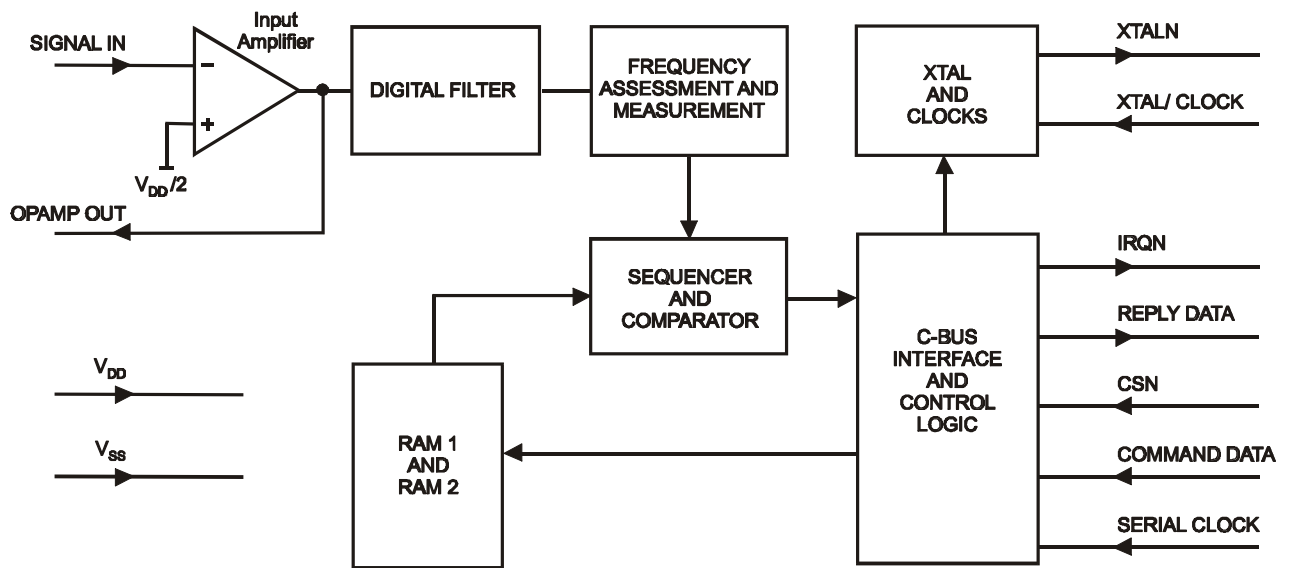 Input
Amplifier
SIGNAL IN
−
+
VDD /2
OPAMP OUT
DIGITAL FILTER
FREQUENCY
ASSESSMENT AND
MEASUREMENT
XTAL
AND
CLOCKS
XTALN
XTAL/ CLOCK
SEQUENCER
AND
COMPARATOR
C-BUS
INTERFACE
AND
CONTROL
LOGIC
IRQN
REPLY DATA
CSN
COMMAND DATA
SERIAL CLOCK
VDD
VSS
RAM 1
AND
RAM 2